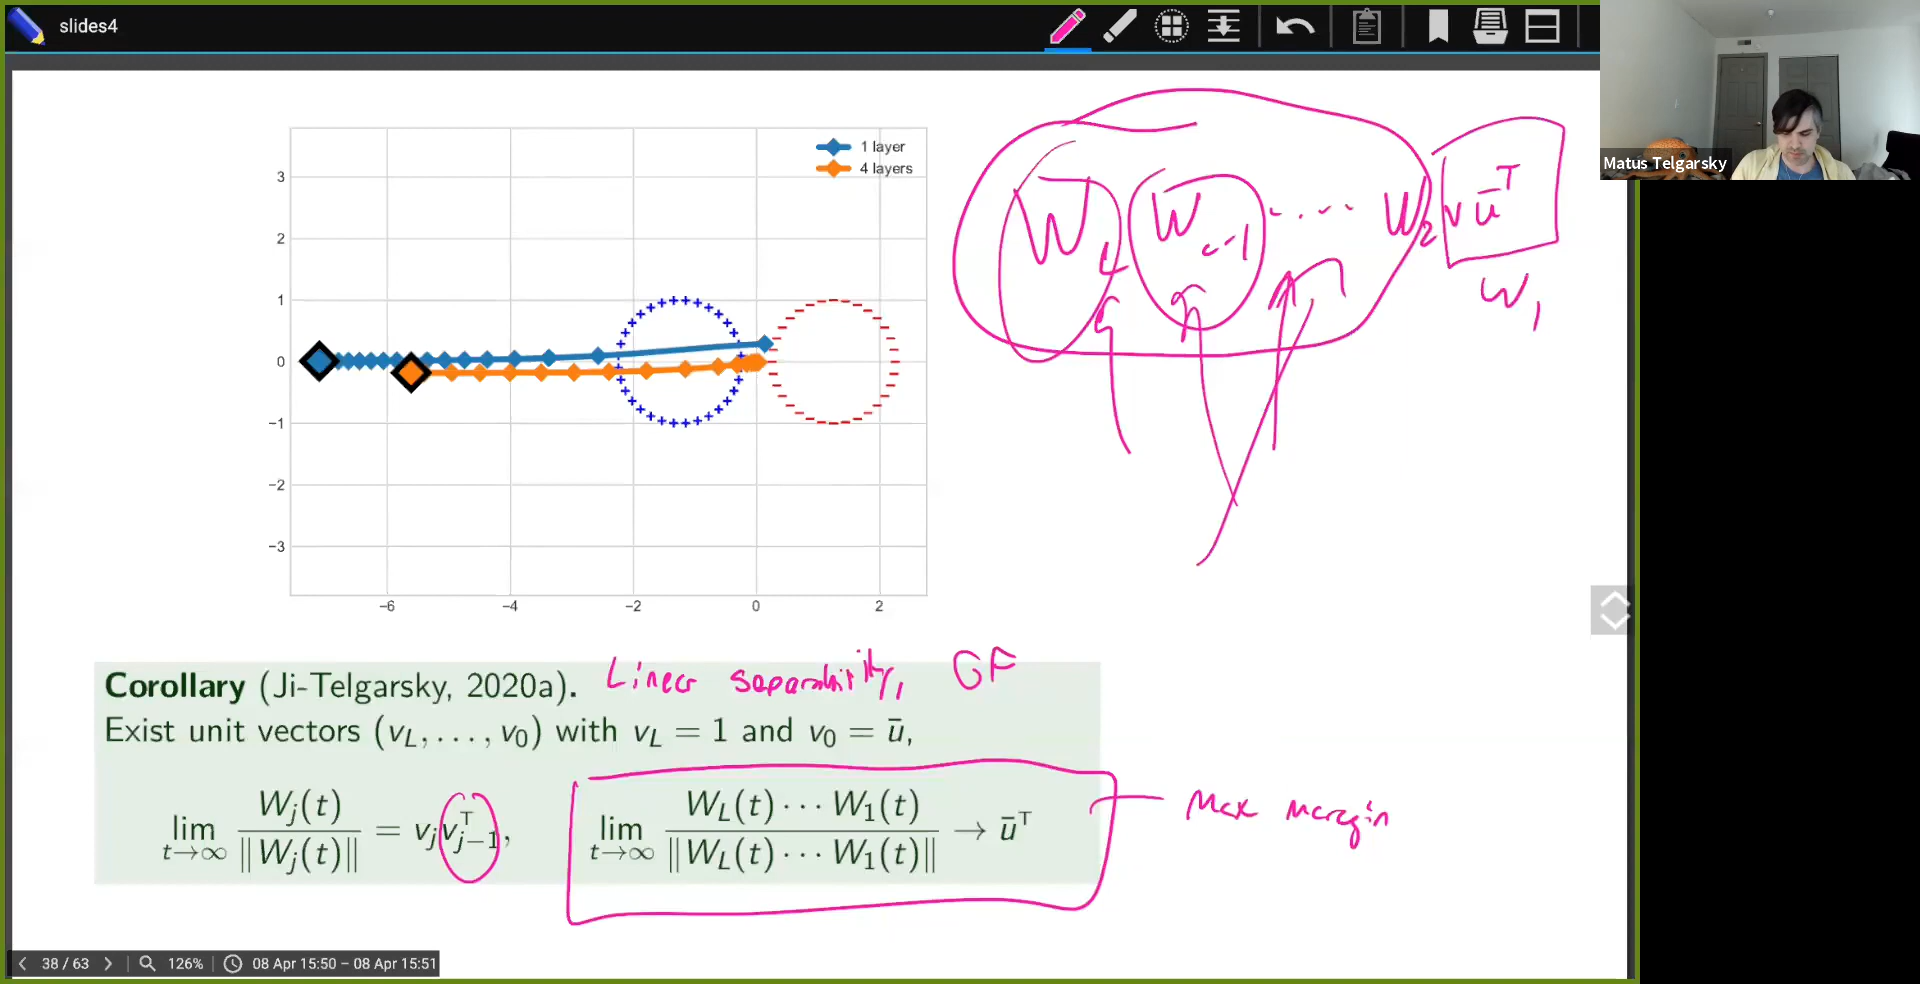 slides4
1 layer
4 layers
3
2
1
0
−1
−2
−3
−6 −4 −2 0 2
W̅_L W̅_{L-1} ..... W_2 v ū^T
W_1
Matus Telgarsky
Corollary (Ji-Telgarsky, 2020a). Linear separability, GF
Exist unit vectors (v_L, . . . , v_0) with v_L = 1 and v_0 = ū,
lim_{t→∞} W_j(t) / ‖W_j(t)‖ = v_j v_{j−1}^T, lim_{t→∞} W_L(t) · · · W_1(t) / ‖W_L(t) · · · W_1(t)‖ → ū^T
Max margin
38 / 63 126% 08 Apr 15:50 – 08 Apr 15:51